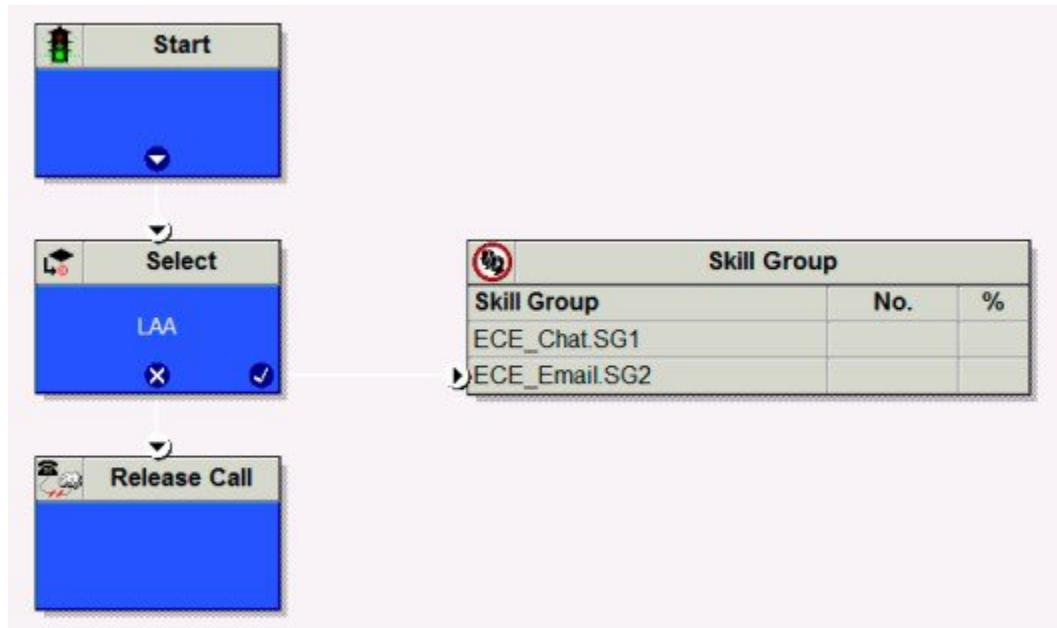 Start
Select
LAA
Skill Group
Skill Group No. %
ECE_Chat.SG1
ECE_Email.SG2
Release Call